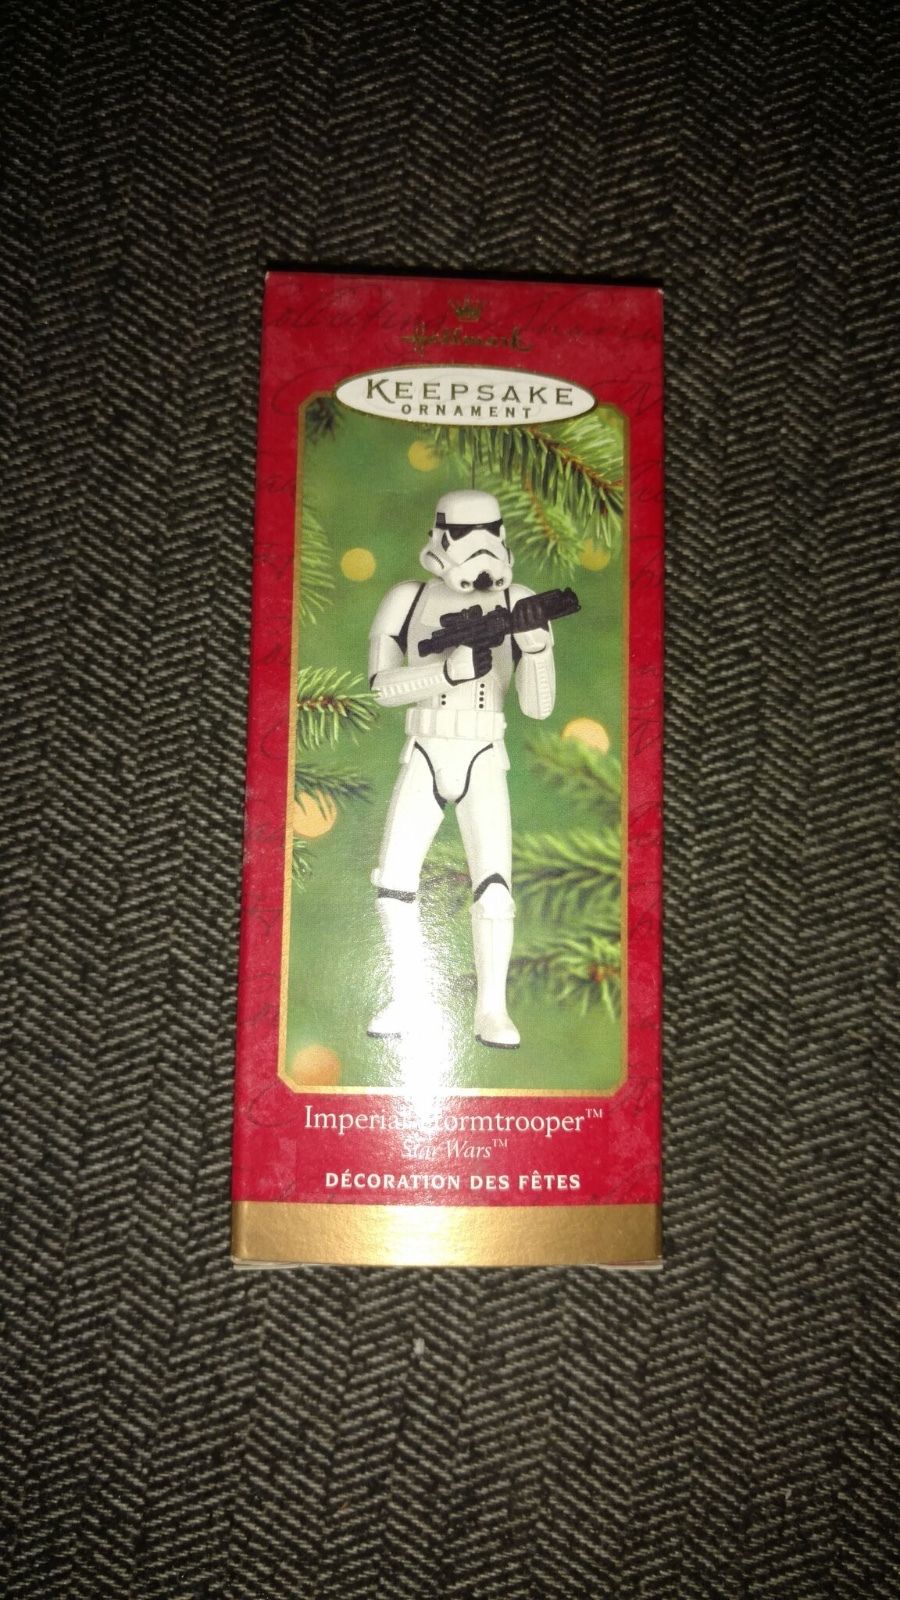 Hallmark
KEEPSAKE
ORNAMENT
Imperial Stormtrooper™
Star Wars™
DÉCORATION DES FÊTES